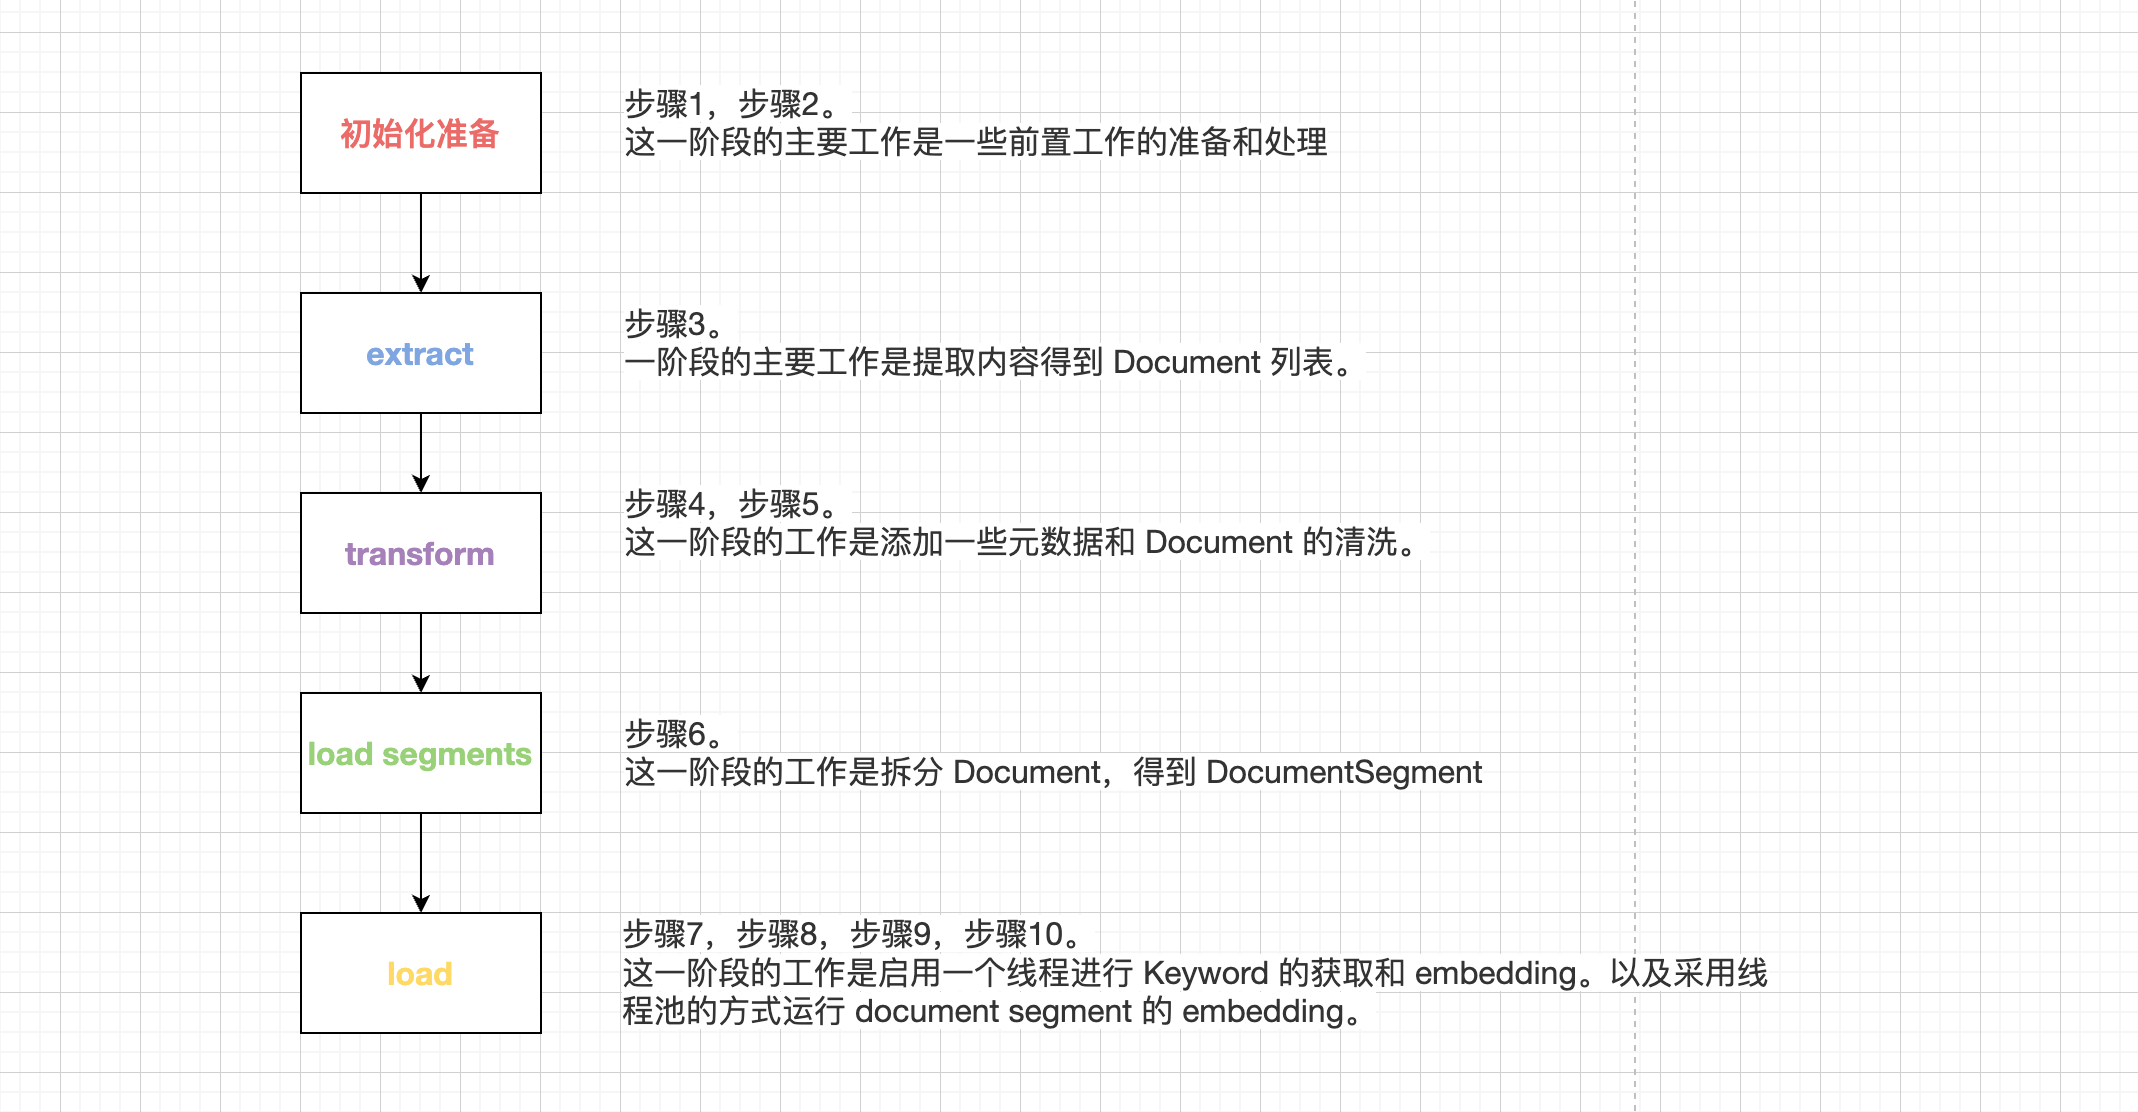 初始化准备
步骤1，步骤2。
这一阶段的主要工作是一些前置工作的准备和处理
extract
步骤3。
一阶段的主要工作是提取内容得到 Document 列表。
transform
步骤4，步骤5。
这一阶段的工作是添加一些元数据和 Document 的清洗。
load segments
步骤6。
这一阶段的工作是拆分 Document，得到 DocumentSegment
load
步骤7，步骤8，步骤9，步骤10。
这一阶段的工作是启用一个线程进行 Keyword 的获取和 embedding。以及采用线
程池的方式运行 document segment 的 embedding。